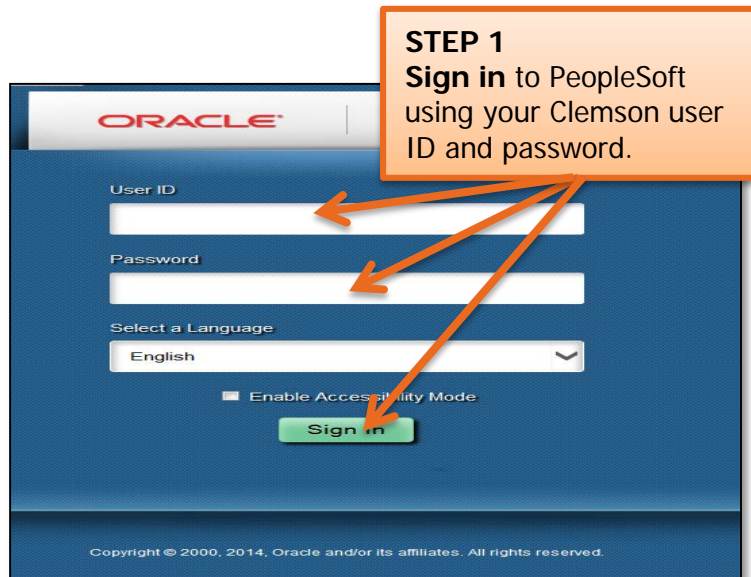 STEP 1
Sign in to PeopleSoft
using your Clemson user
ID and password.
ORACLE®
User ID
Password
Select a Language
English
Enable Accessibility Mode
Sign In
Copyright © 2000, 2014, Oracle and/or its affiliates. All rights reserved.